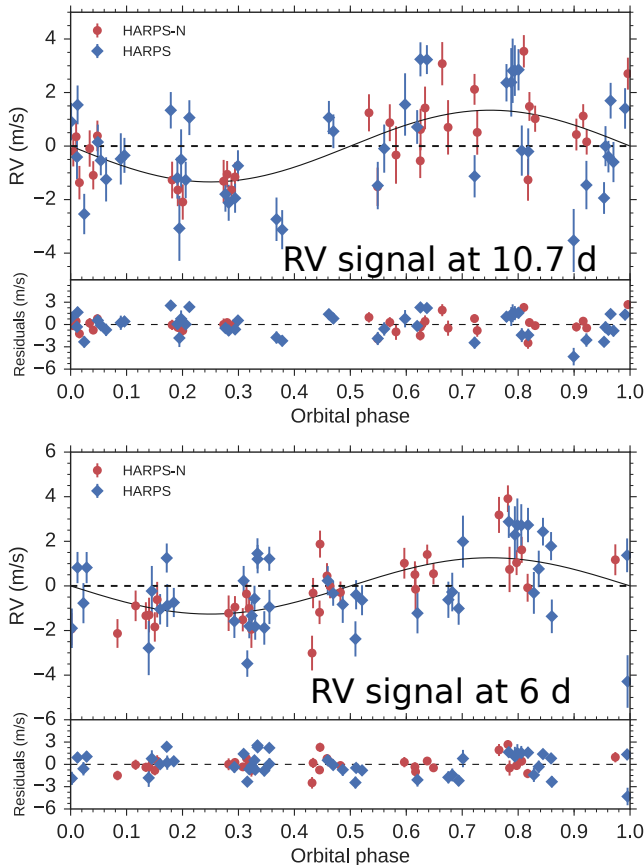 HARPS-N
HARPS
RV (m/s)
4
2
0
−2
−4
RV signal at 10.7 d
Residuals (m/s)
3
0
−3
−6
0.0 0.1 0.2 0.3 0.4 0.5 0.6 0.7 0.8 0.9 1.0
Orbital phase
6
HARPS-N
HARPS
RV (m/s)
4
2
0
−2
−4
−6
RV signal at 6 d
Residuals (m/s)
3
0
−3
−6
0.0 0.1 0.2 0.3 0.4 0.5 0.6 0.7 0.8 0.9 1.0
Orbital phase